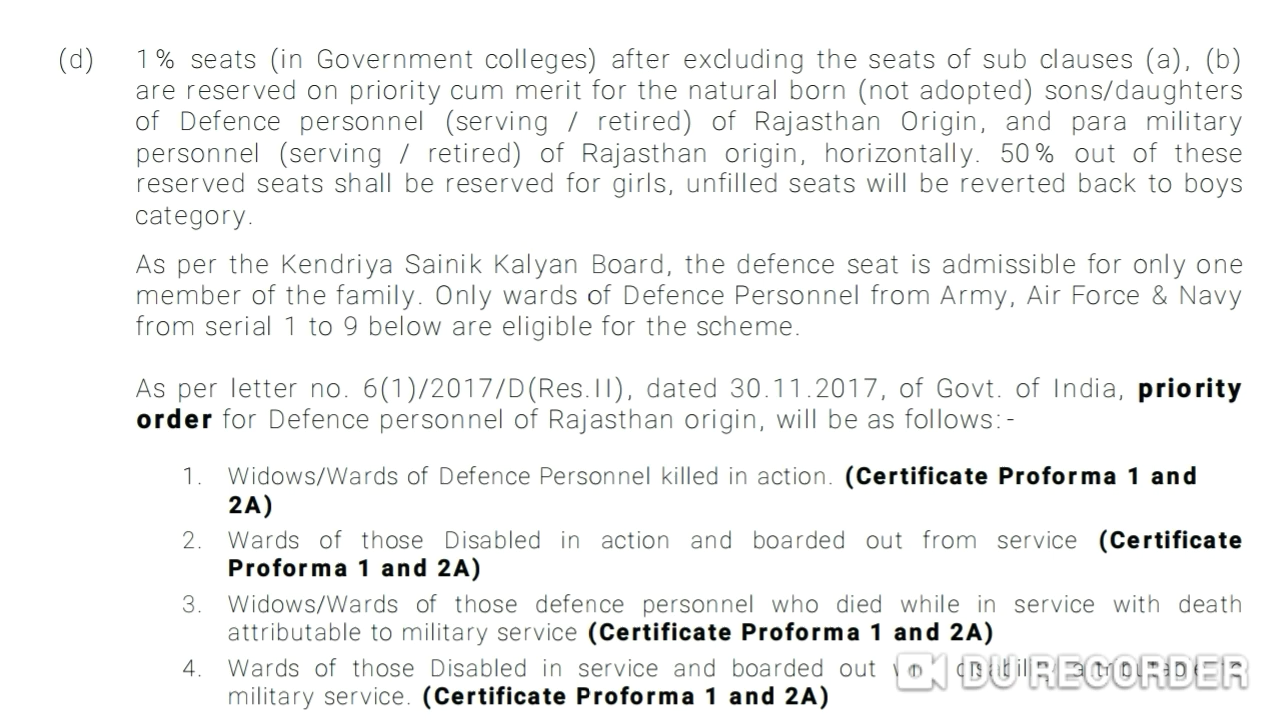 (d) 1% seats (in Government colleges) after excluding the seats of sub clauses (a), (b)
are reserved on priority cum merit for the natural born (not adopted) sons/daughters
of Defence personnel (serving / retired) of Rajasthan Origin, and para military
personnel (serving / retired) of Rajasthan origin, horizontally. 50% out of these
reserved seats shall be reserved for girls, unfilled seats will be reverted back to boys
category.
As per the Kendriya Sainik Kalyan Board, the defence seat is admissible for only one
member of the family. Only wards of Defence Personnel from Army, Air Force & Navy
from serial 1 to 9 below are eligible for the scheme.
As per letter no. 6(1)/2017/D(Res.II), dated 30.11.2017, of Govt. of India, priority
order for Defence personnel of Rajasthan origin, will be as follows:-
1. Widows/Wards of Defence Personnel killed in action. (Certificate Proforma 1 and
2A)
2. Wards of those Disabled in action and boarded out from service (Certificate
Proforma 1 and 2A)
3. Widows/Wards of those defence personnel who died while in service with death
attributable to military service (Certificate Proforma 1 and 2A)
4. Wards of those Disabled in service and boarded out
military service. (Certificate Proforma 1 and 2A)
DU RECORDER